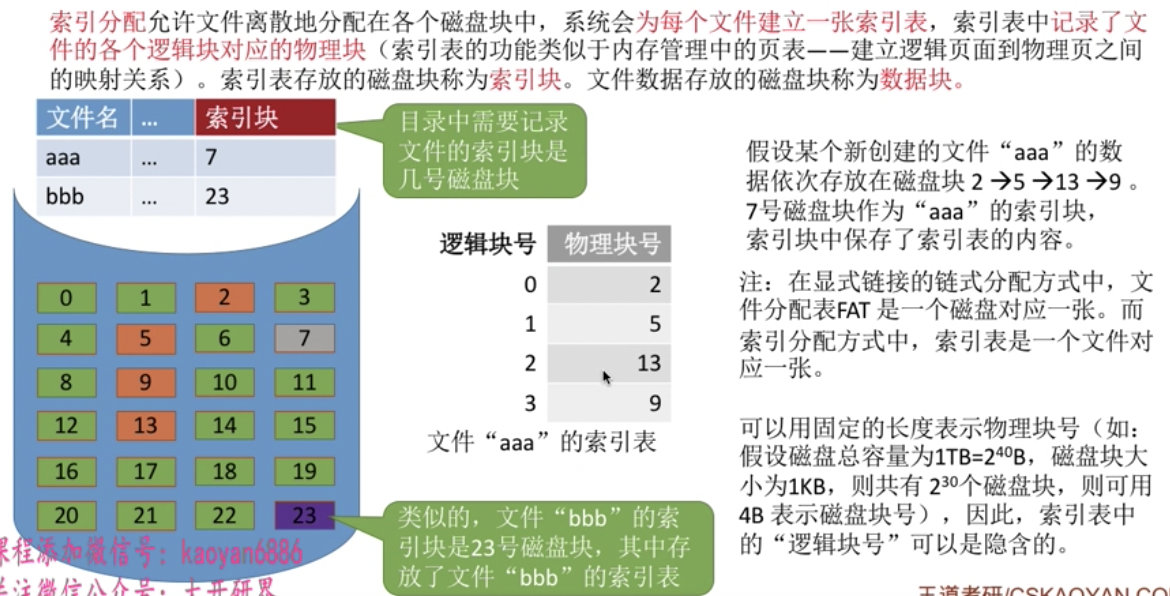 索引分配允许文件离散地分配在各个磁盘块中，系统会为每个文件建立一张索引表，索引表中记录了文
件的各个逻辑块对应的物理块（索引表的功能类似于内存管理中的页表——建立逻辑页面到物理页之间
的映射关系）。索引表存放的磁盘块称为索引块。文件数据存放的磁盘块称为数据块。
文件名 ... 索引块
aaa ... 7
bbb ... 23
目录中需要记录
文件的索引块是
几号磁盘块
0 1 2 3
4 5 6 7
8 9 10 11
12 13 14 15
16 17 18 19
20 21 22 23
逻辑块号 物理块号
0 2
1 5
2 13
3 9
文件“aaa”的索引表
类似的，文件“bbb”的索
引块是23号磁盘块，其中存
放了文件“bbb”的索引表
假设某个新创建的文件“aaa”的数
据依次存放在磁盘块 2 →5 →13 →9 。
7号磁盘块作为“aaa”的索引块，
索引块中保存了索引表的内容。
注：在显式链接的链式分配方式中，文
件分配表FAT 是一个磁盘对应一张。而
索引分配方式中，索引表是一个文件对
应一张。
可以用固定的长度表示物理块号（如：
假设磁盘总容量为1TB=2⁴⁰B，磁盘块大
小为1KB，则共有 2³⁰个磁盘块，则可用
4B 表示磁盘块号），因此，索引表中
的“逻辑块号”可以是隐含的。
课程添加微信号：kaoyan6886
关注微信公众号：
王道考研/CSKAOYAN.CO